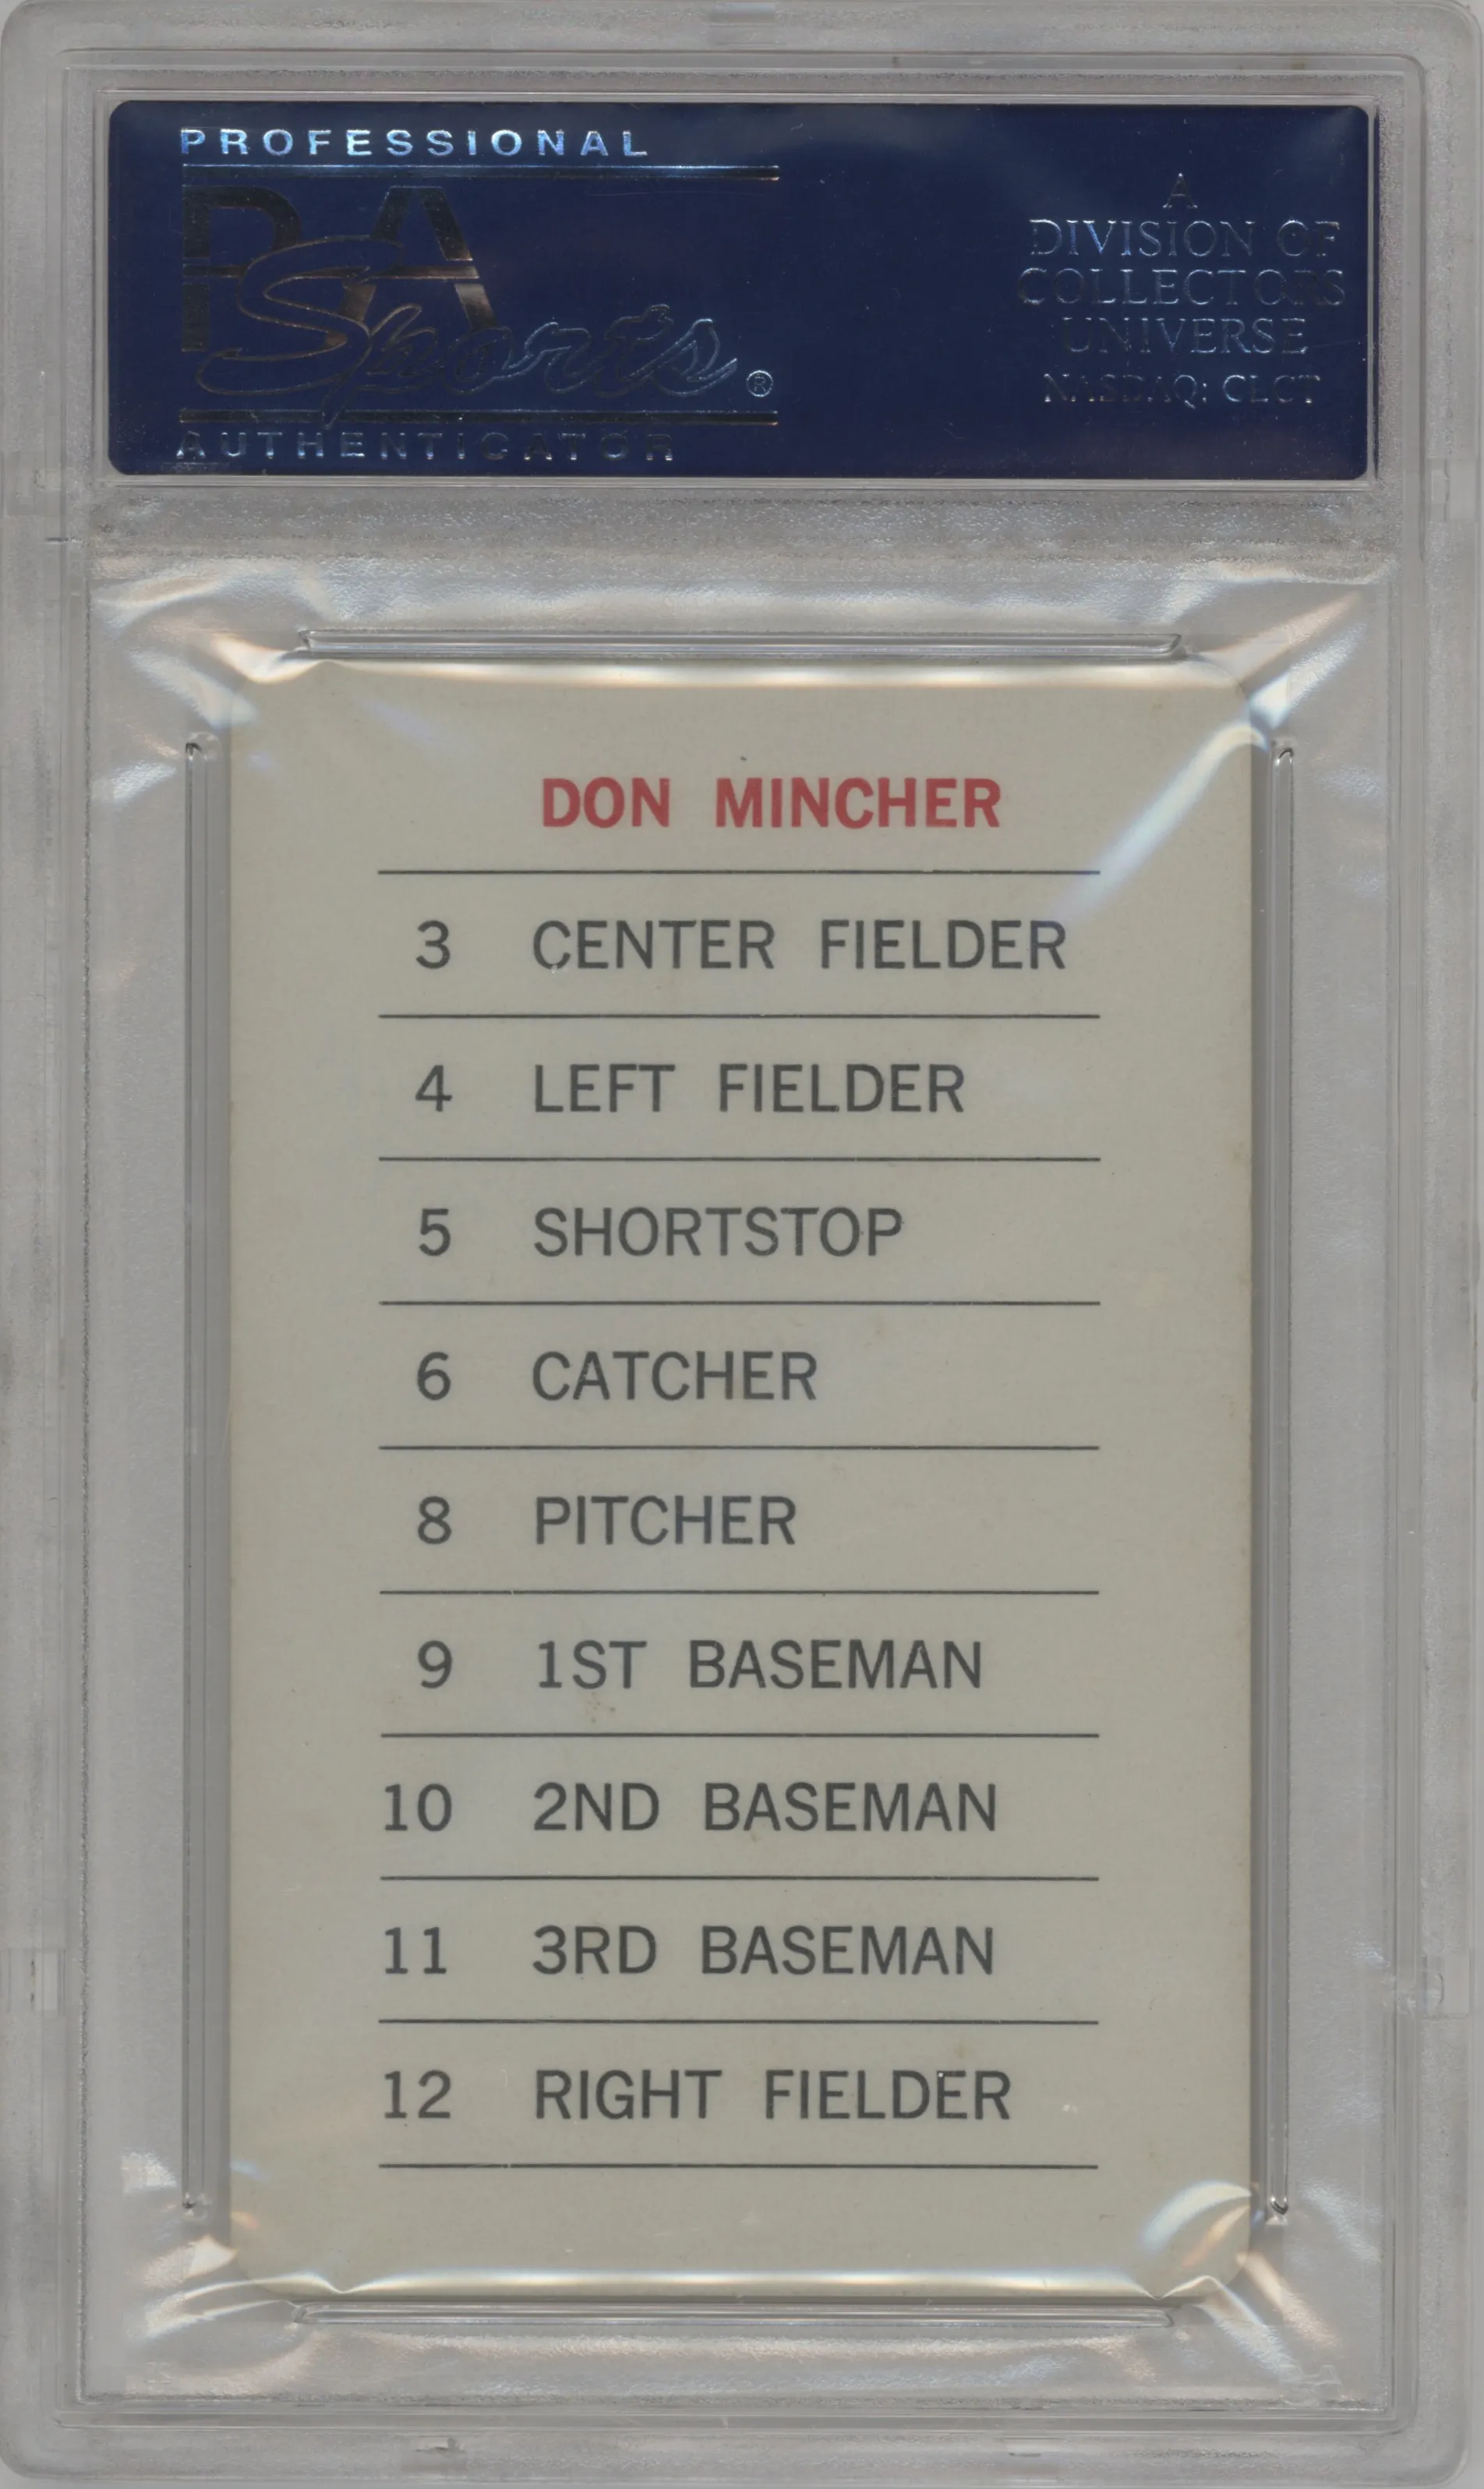 PROFESSIONAL
PSA
Sports®
AUTHENTICATOR
A
DIVISION OF
COLLECTORS
UNIVERSE
NASDAQ: CLCT
DON MINCHER
3 CENTER FIELDER
4 LEFT FIELDER
5 SHORTSTOP
6 CATCHER
8 PITCHER
9 1ST BASEMAN
10 2ND BASEMAN
11 3RD BASEMAN
12 RIGHT FIELDER